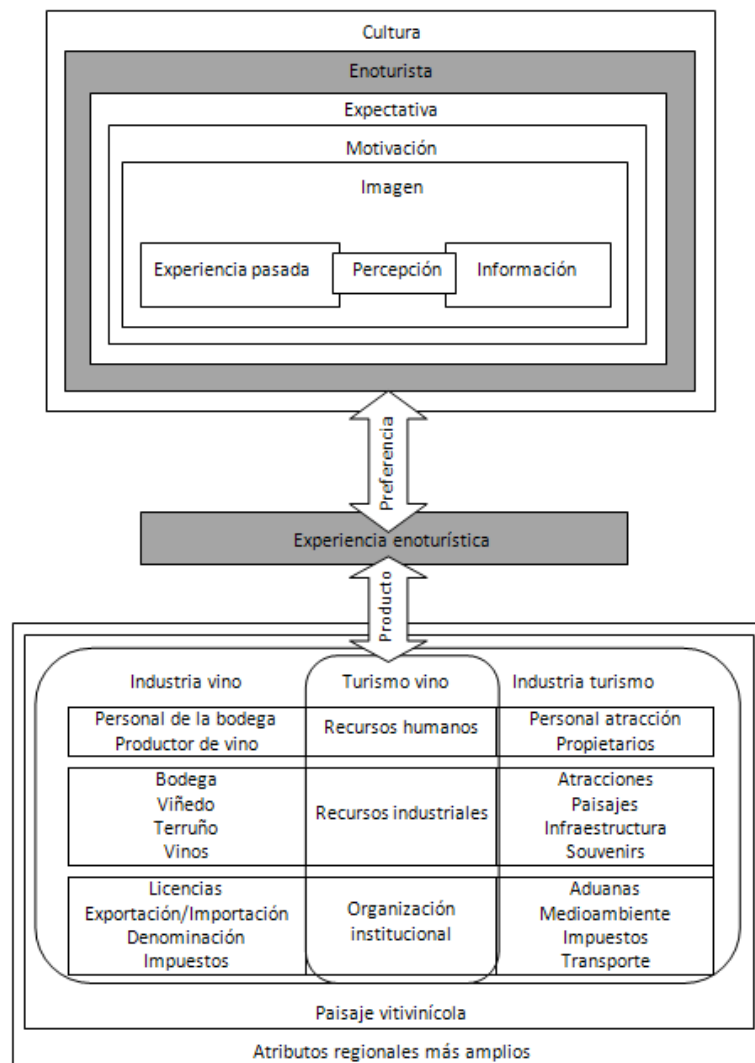 Cultura
Enoturista
Expectativa
Motivación
Imagen
Experiencia pasada
Percepción
Información
Preferencia
Experiencia enoturística
Producto
Industria vino
Turismo vino
Industria turismo
Personal de la bodega
Productor de vino
Recursos humanos
Personal atracción
Propietarios
Bodega
Viñedo
Terruño
Vinos
Recursos industriales
Atracciones
Paisajes
Infraestructura
Souvenirs
Licencias
Exportación/Importación
Denominación
Impuestos
Organización
institucional
Aduanas
Medioambiente
Impuestos
Transporte
Paisaje vitivinícola
Atributos regionales más amplios